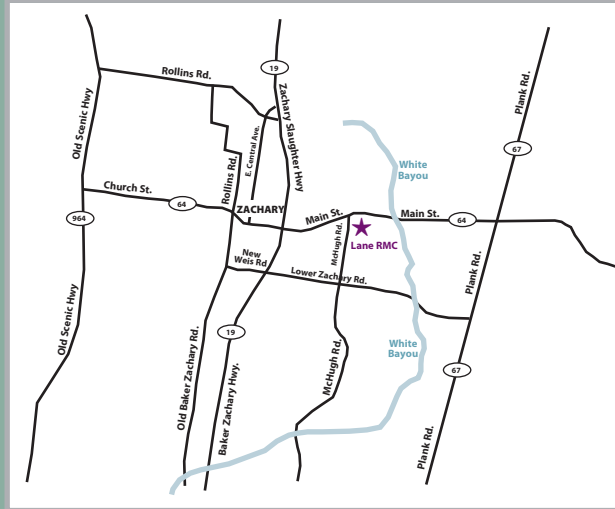 Rollins Rd.
19
Old Scenic Hwy
Zachary Slaughter Hwy
E. Central Ave.
Plank Rd.
67
White
Bayou
Rollins Rd.
Church St.
64
ZACHARY
Main St.
Main St.
64
964
McHugh Rd.
Lane RMC
New
Weis Rd
Lower Zachary Rd.
Plank Rd.
Old Scenic Hwy
19
White
Bayou
Old Baker Zachary Rd.
Baker Zachary Hwy.
McHugh Rd.
67
Plank Rd.